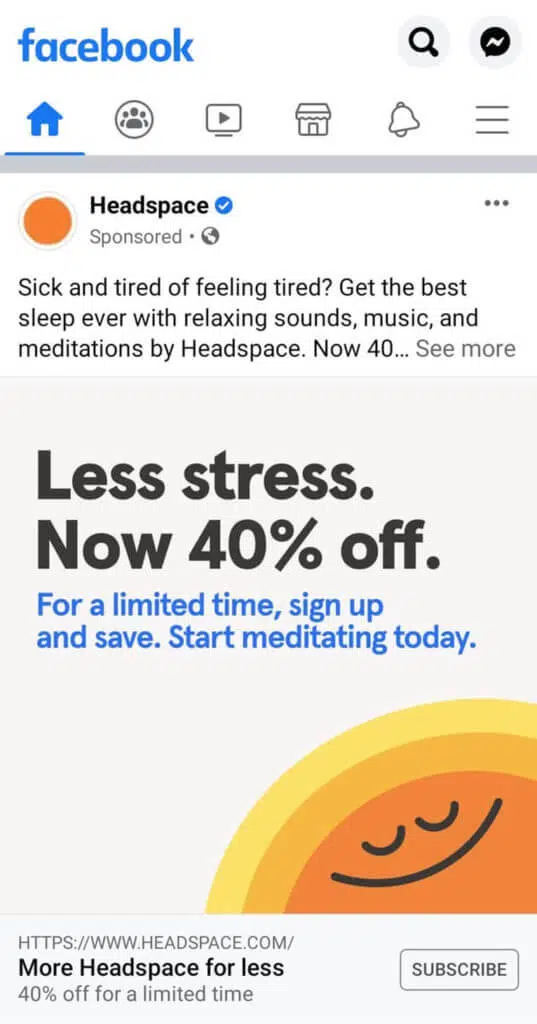 facebook
Headspace
Sponsored •
Sick and tired of feeling tired? Get the best
sleep ever with relaxing sounds, music, and
meditations by Headspace. Now 40... See more
Less stress.
Now 40% off.
For a limited time, sign up
and save. Start meditating today.
HTTPS://WWW.HEADSPACE.COM/
More Headspace for less
40% off for a limited time
SUBSCRIBE